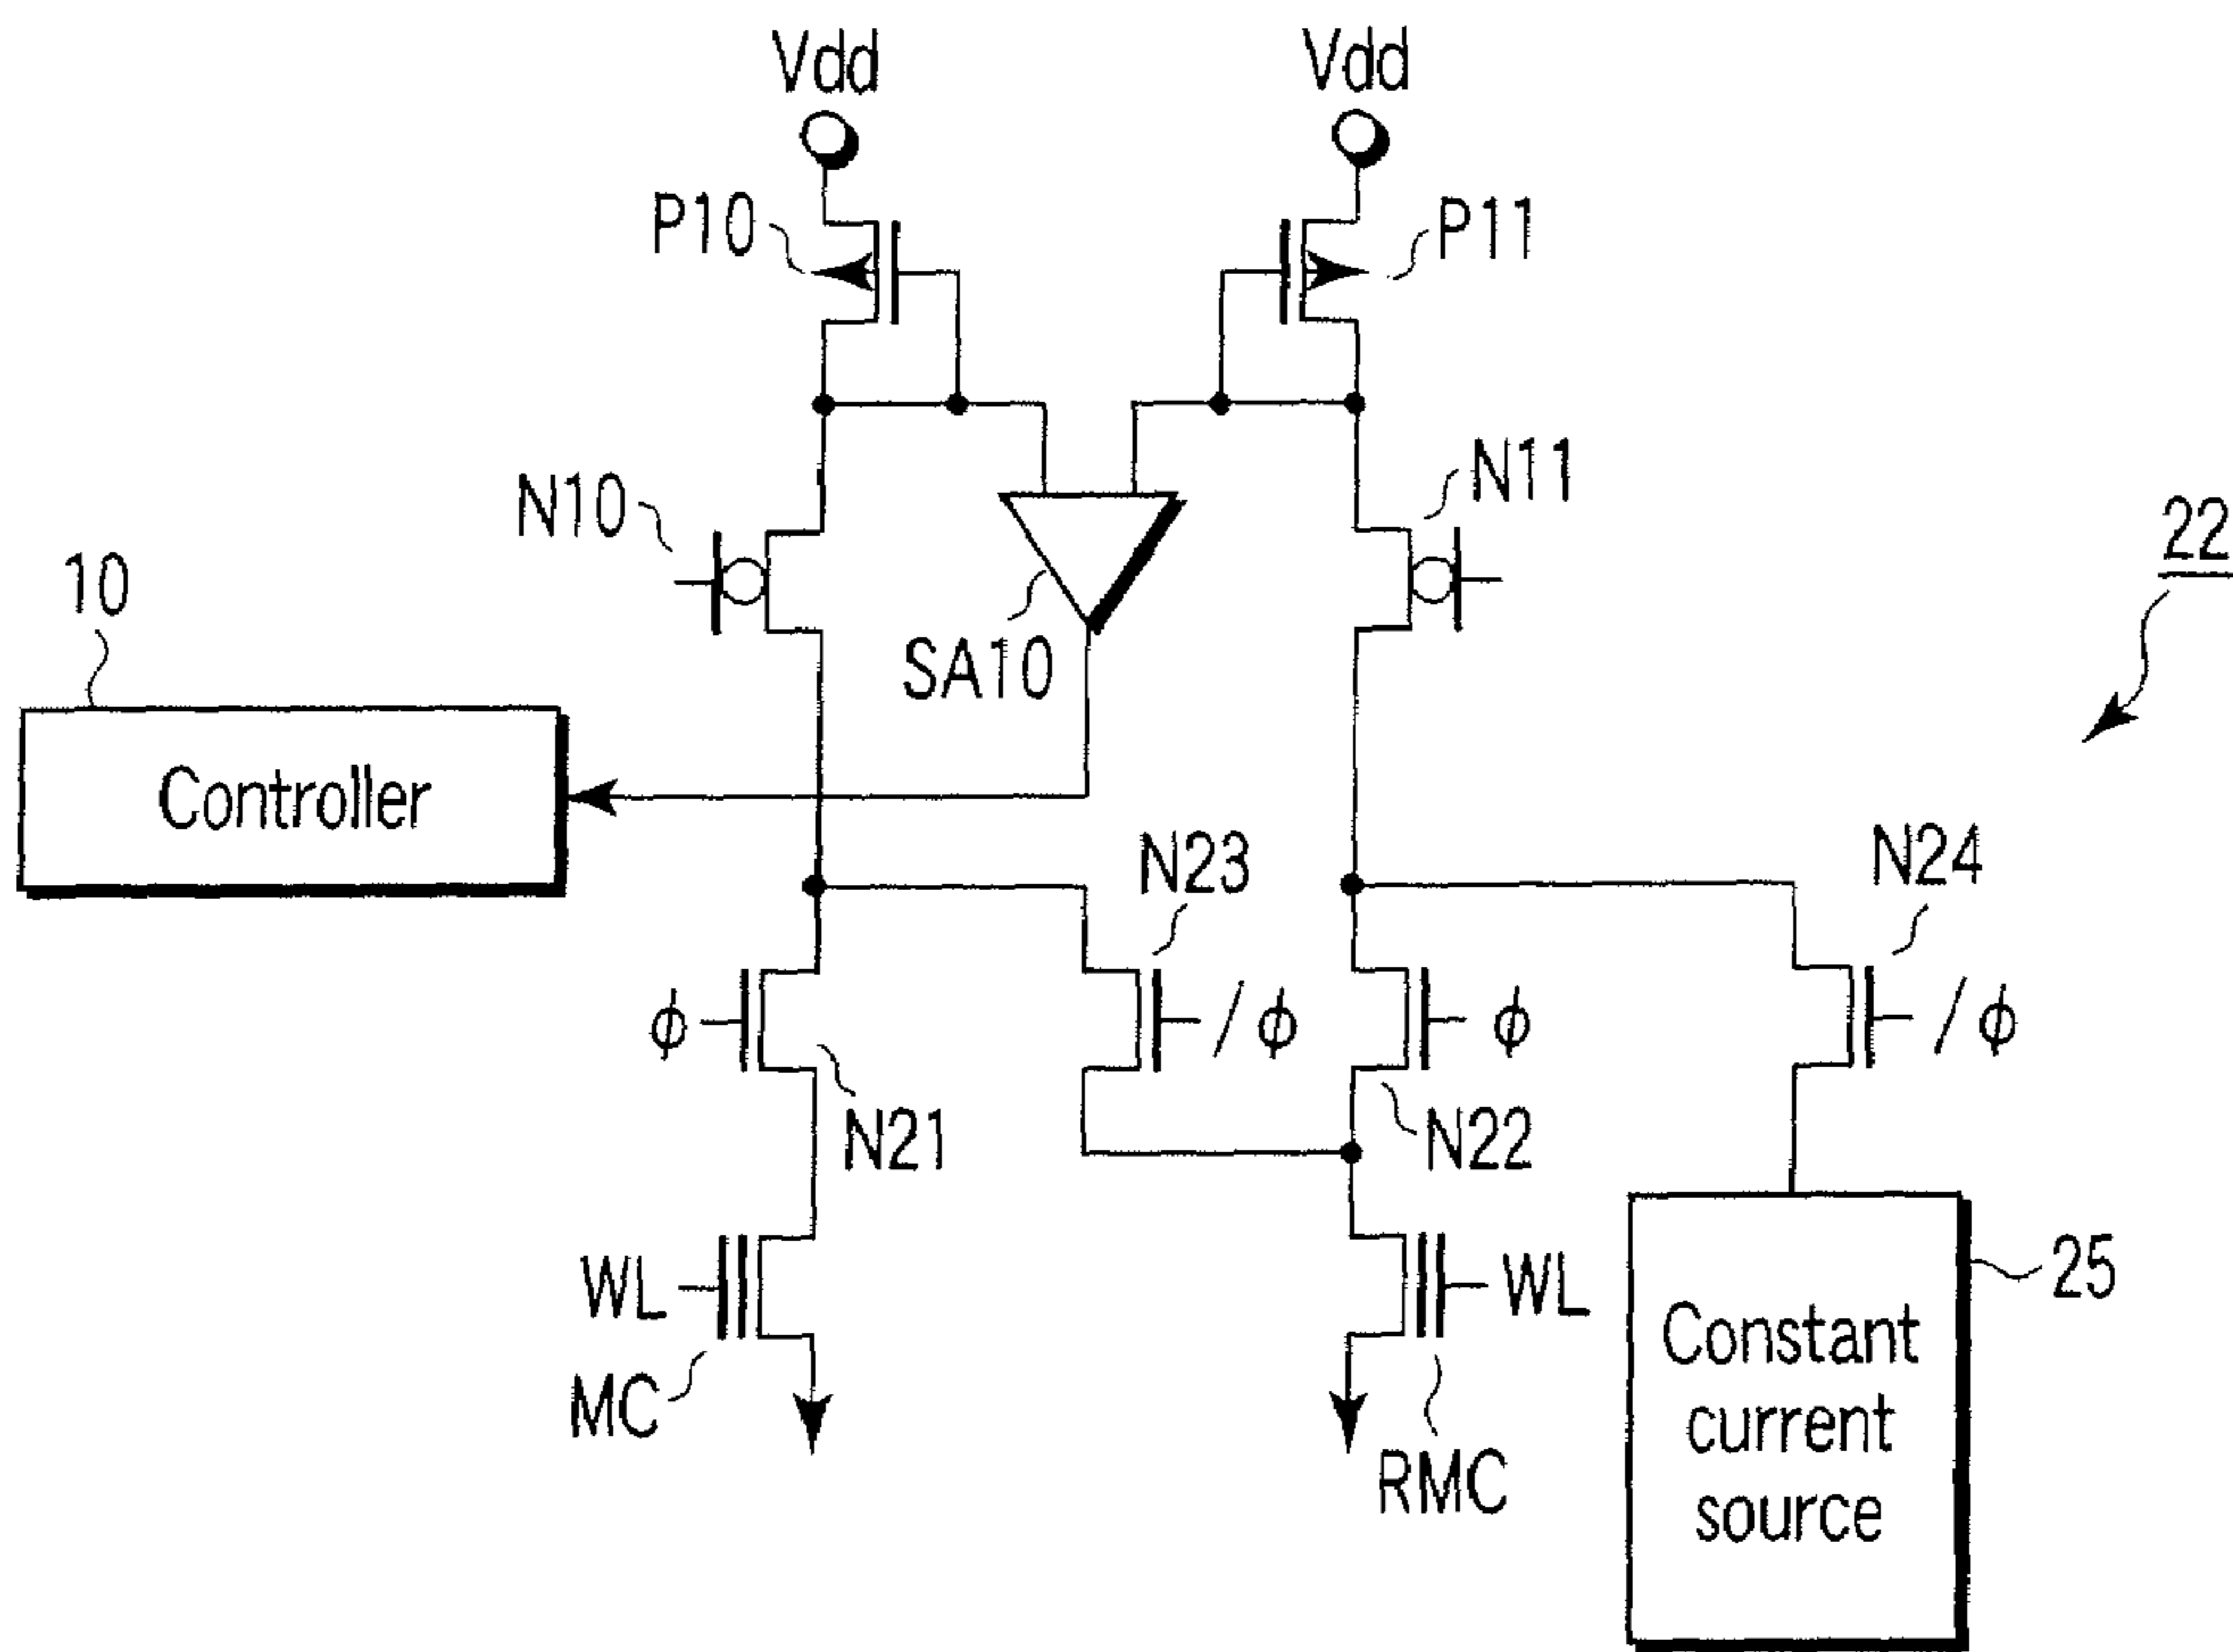 Vdd
Vdd
P10
P11
N10
N11
22
10
SA10
Controller
N23
N24
ϕ
/ϕ
ϕ
/ϕ
N21
N22
WL
WL
25
MC
RMC
Constant
current
source